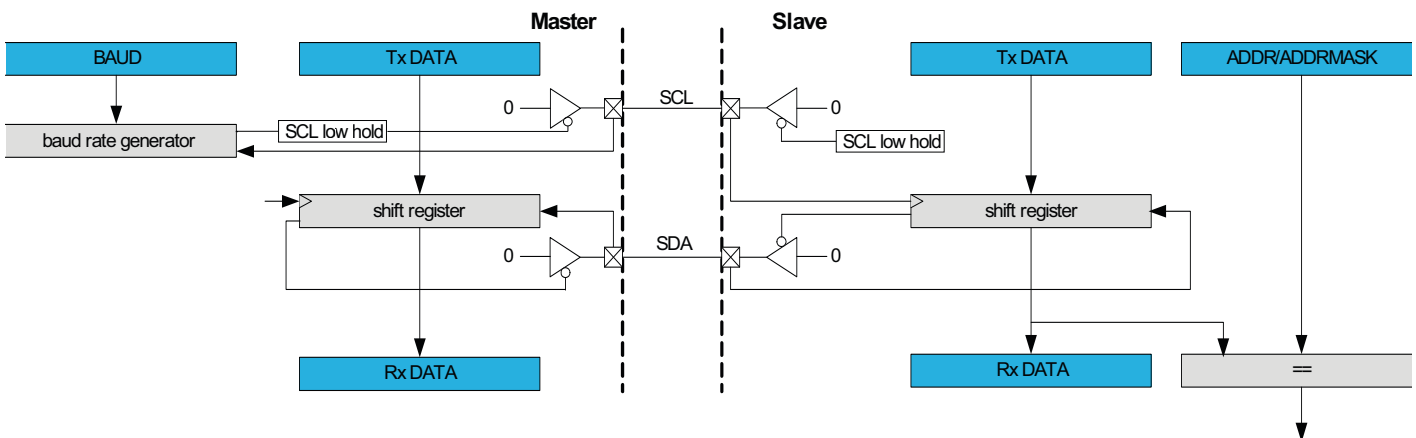 Master
Slave
BAUD
Tx DATA
Tx DATA
ADDR/ADDRMASK
0
SCL
0
baud rate generator
SCL low hold
SCL low hold
shift register
shift register
0
SDA
0
Rx DATA
Rx DATA
==